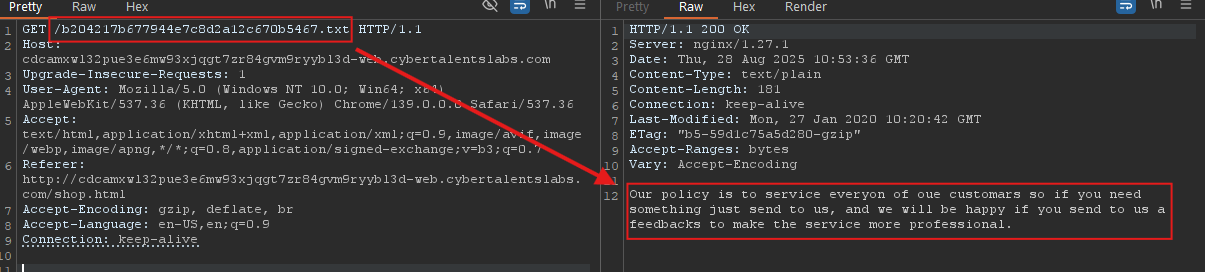 Pretty Raw Hex
1 GET /b204217b677944e7c8d2a12c670b5467.txt HTTP/1.1
2 Host:
cdcamxwl32pue3e6mw93xjqgt7zr84gvm9ryybl3d-web.cybertalentslabs.com
3 Upgrade-Insecure-Requests: 1
4 User-Agent: Mozilla/5.0 (Windows NT 10.0; Win64; x64)
AppleWebKit/537.36 (KHTML, like Gecko) Chrome/139.0.0.0 Safari/537.36
5 Accept:
text/html,application/xhtml+xml,application/xml;q=0.9,image/avif,image
/webp,image/apng,*/*;q=0.8,application/signed-exchange;v=b3;q=0.7
6 Referer:
http://cdcamxwl32pue3e6mw93xjqgt7zr84gvm9ryybl3d-web.cybertalentslabs.
com/shop.html
7 Accept-Encoding: gzip, deflate, br
8 Accept-Language: en-US,en;q=0.9
9 Connection: keep-alive
10
11
Pretty Raw Hex Render
1 HTTP/1.1 200 OK
2 Server: nginx/1.27.1
3 Date: Thu, 28 Aug 2025 10:53:36 GMT
4 Content-Type: text/plain
5 Content-Length: 181
6 Connection: keep-alive
7 Last-Modified: Mon, 27 Jan 2020 10:20:42 GMT
8 ETag: "b5-59d1c75a5d280-gzip"
9 Accept-Ranges: bytes
10 Vary: Accept-Encoding
11
12 Our policy is to service everyon of oue customars so if you need
something just send to us, and we will be happy if you send to us a
feedbacks to make the service more professional.